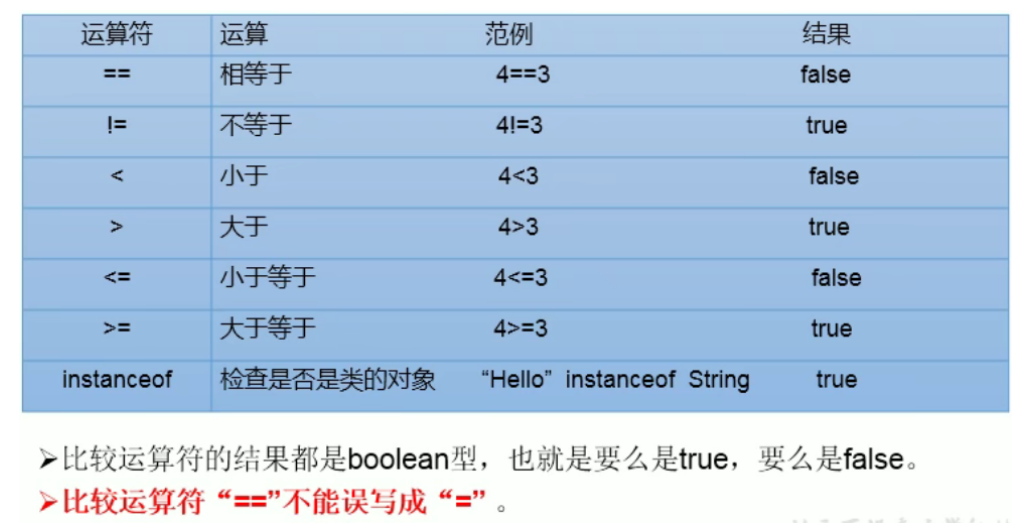 运算符 运算 范例 结果
== 相等于 4==3 false
!= 不等于 4!=3 true
< 小于 4<3 false
> 大于 4>3 true
<= 小于等于 4<=3 false
>= 大于等于 4>=3 true
instanceof 检查是否是类的对象 “Hello” instanceof String true
➢比较运算符的结果都是boolean型，也就是要么是true，要么是false。
➢比较运算符“==”不能误写成“=” 。